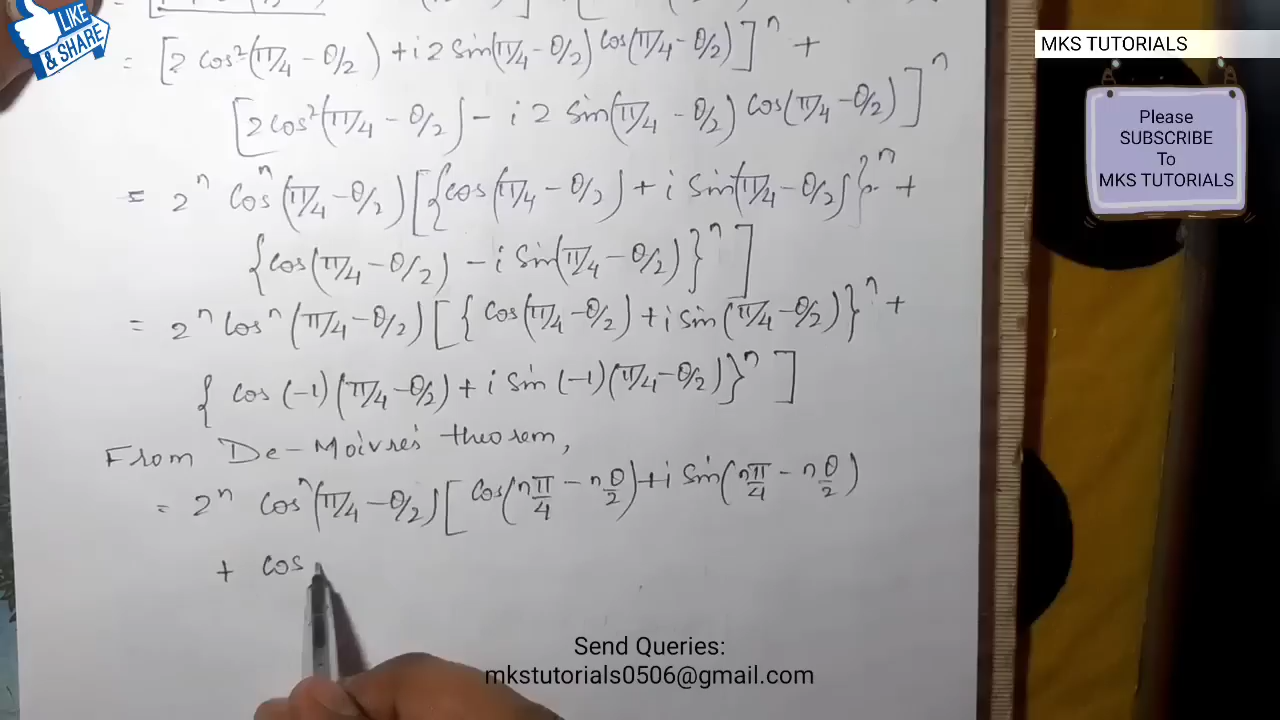 LIKE
& SHARE
MKS TUTORIALS
Please
SUBSCRIBE
To
MKS TUTORIALS
= [2 cos²(π/4 - θ/2) + i 2 Sin(π/4 - θ/2) cos(π/4 - θ/2)]ⁿ +
[2cos²(π/4 - θ/2) - i 2 Sin(π/4 - θ/2) cos(π/4 - θ/2)]ⁿ
= 2ⁿ cosⁿ(π/4 - θ/2) [{cos(π/4 - θ/2) + i Sin(π/4 - θ/2)}ⁿ +
{cos(π/4 - θ/2) - i Sin(π/4 - θ/2)}ⁿ]
= 2ⁿ cosⁿ(π/4 - θ/2) [{cos(π/4 - θ/2) + i sin(π/4 - θ/2)}ⁿ +
{cos(-1)(π/4 - θ/2) + i Sin(-1)(π/4 - θ/2)}ⁿ]
From De-Moivre's theorem,
= 2ⁿ cosⁿ(π/4 - θ/2) [cos(nπ/4 - nθ/2) + i Sin(nπ/4 - nθ/2)
+ cos
Send Queries:
mkstutorials0506@gmail.com